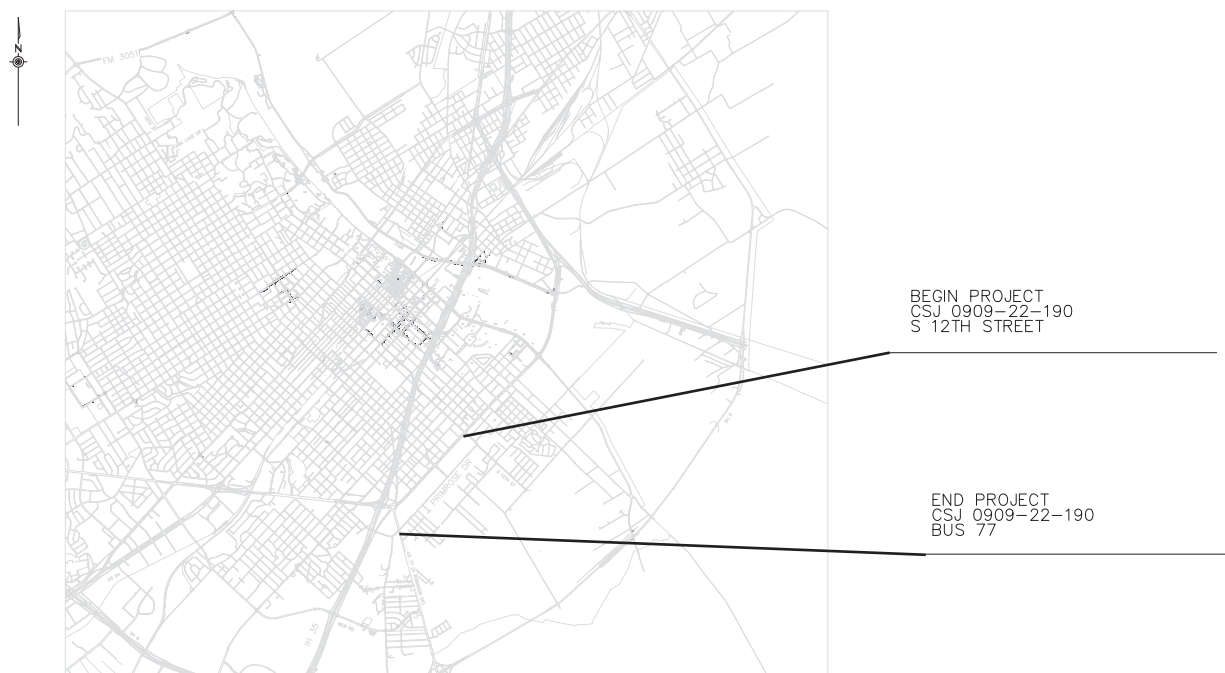 N
FM 3051
BEGIN PROJECT
CSJ 0909-22-190
S 12TH STREET
PRIMROSE DR
END PROJECT
CSJ 0909-22-190
BUS 77
IH 35